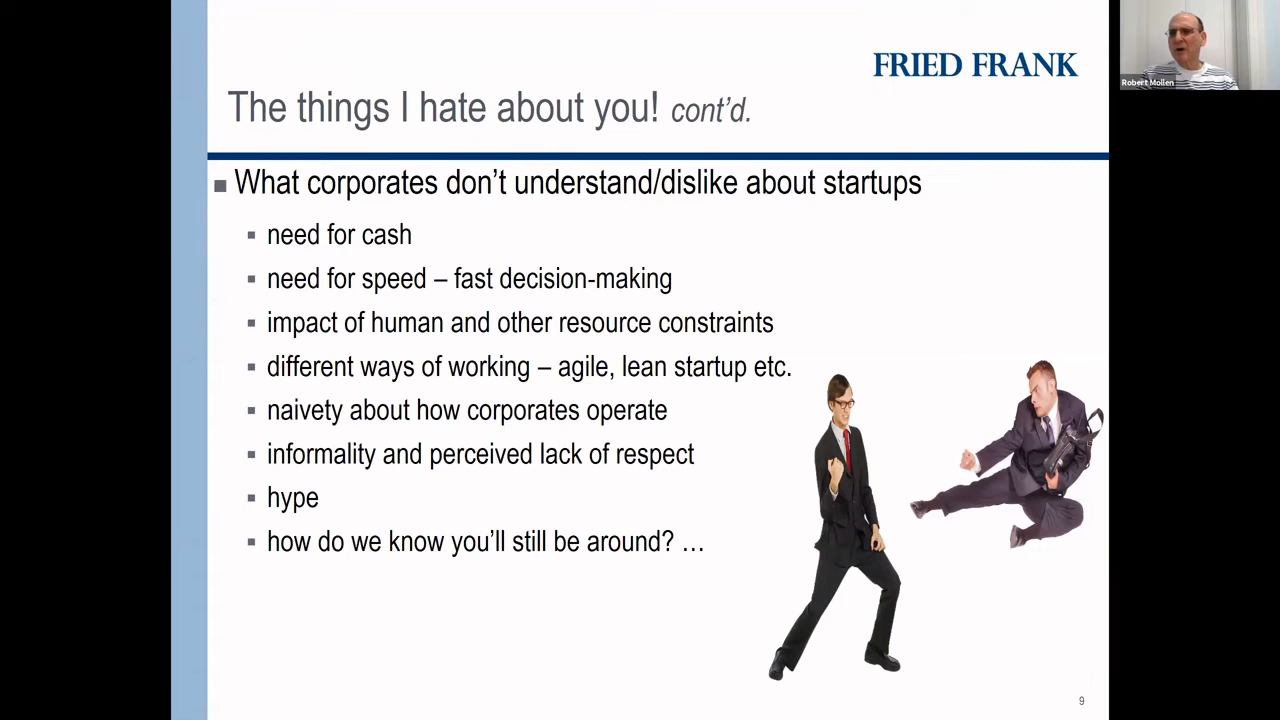 FRIED FRANK
The things I hate about you! cont'd.
■ What corporates don't understand/dislike about startups
▪ need for cash
▪ need for speed – fast decision-making
▪ impact of human and other resource constraints
▪ different ways of working – agile, lean startup etc.
▪ naivety about how corporates operate
▪ informality and perceived lack of respect
▪ hype
▪ how do we know you'll still be around? …
9
Robert Mollen